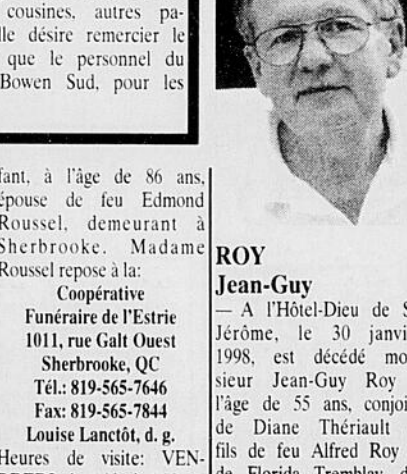 cousines, autres pa-
lle désire remercier le
que le personnel du
Bowen Sud, pour les
fant, à l'âge de 86 ans,
épouse de feu Edmond
Roussel, demeurant à
Sherbrooke. Madame
Roussel repose à la:
Coopérative
Funéraire de l'Estrie
1011, rue Galt Ouest
Sherbrooke, QC
Tél.: 819-565-7646
Fax: 819-565-7844
Louise Lanctôt, d. g.
Heures de visite: VEN-
ROY
Jean-Guy
— A l'Hôtel-Dieu de S
Jérôme, le 30 janvi
1998, est décédé mo
sieur Jean-Guy Roy
l'âge de 55 ans, conjoi
de Diane Thériault
fils de feu Alfred Roy
de Florida Tremblay, d